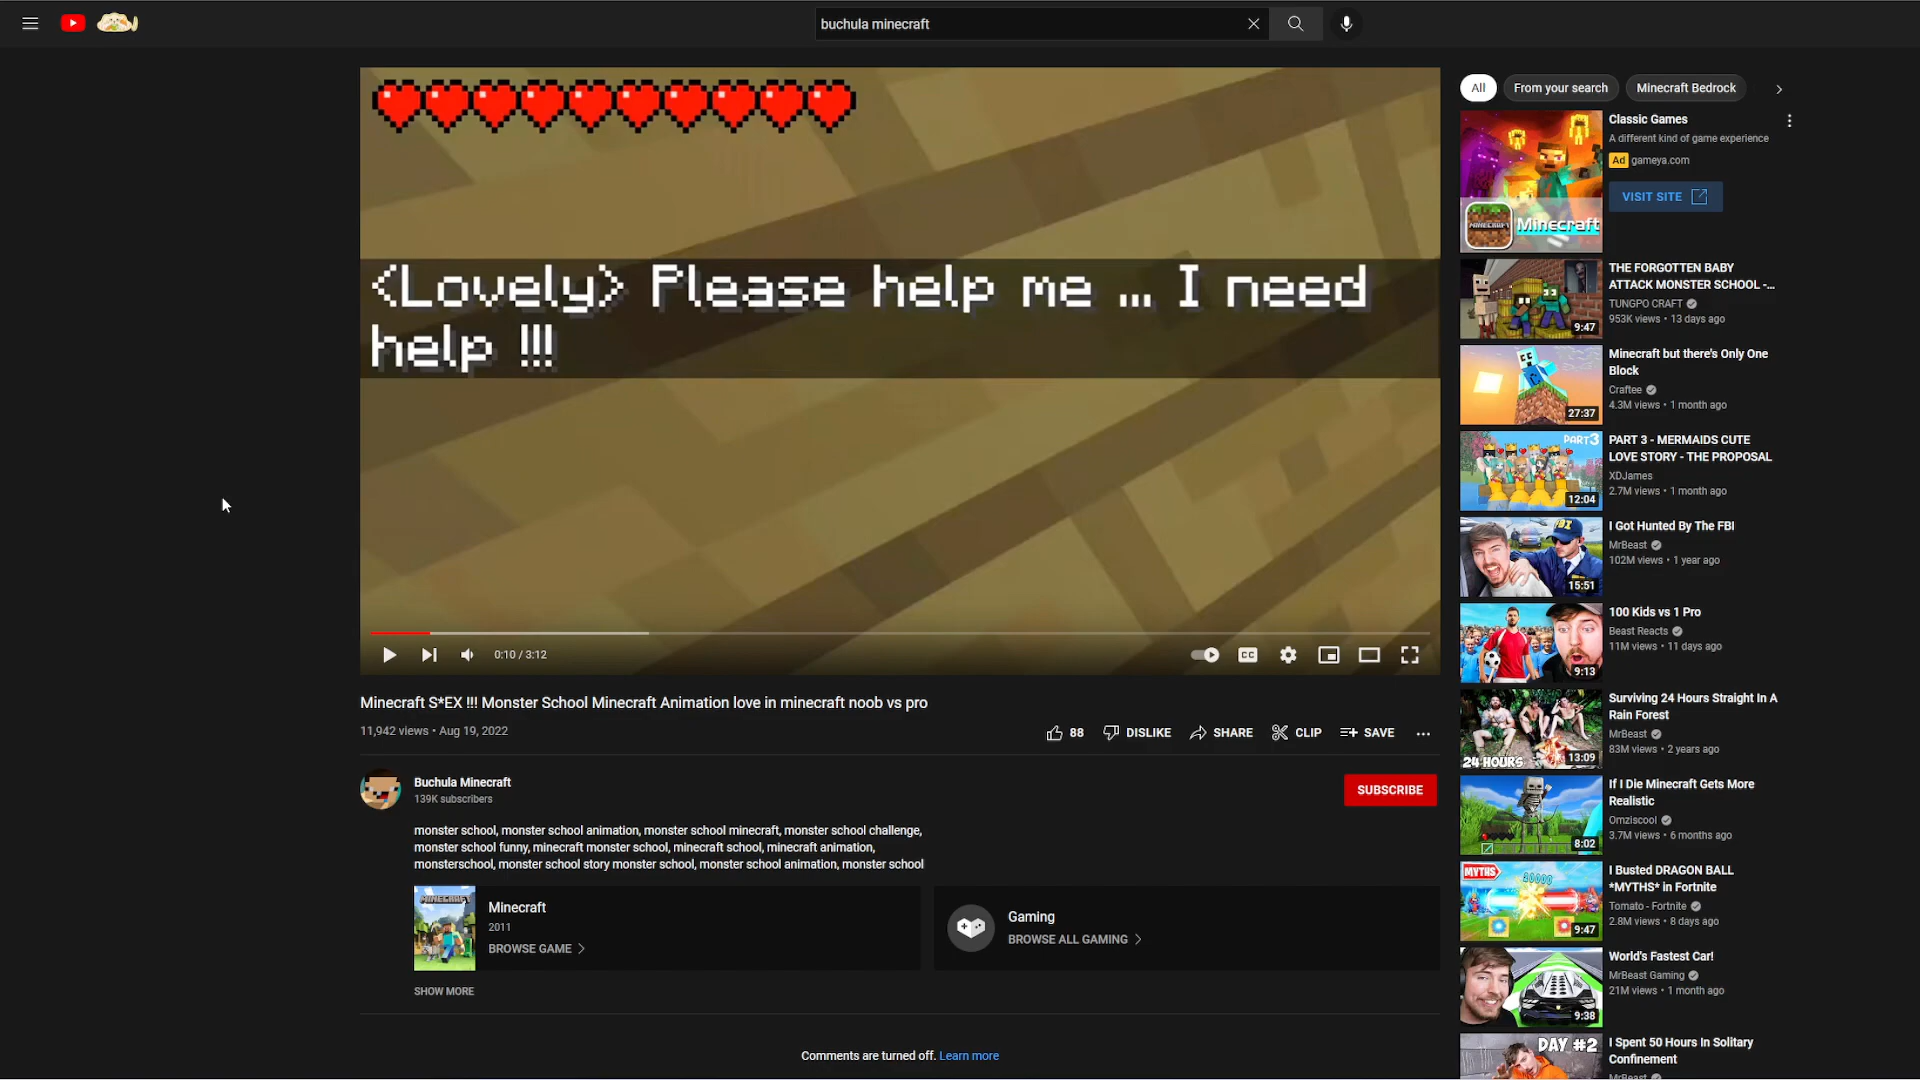 buchula minecraft
<Lovely> Please help me ... I need
help !!!
0:10 / 3:12
CC
Minecraft S*EX !!! Monster School Minecraft Animation love in minecraft noob vs pro
11,942 views • Aug 19, 2022
88
DISLIKE
SHARE
CLIP
SAVE
Buchula Minecraft
139K subscribers
SUBSCRIBE
monster school, monster school animation, monster school minecraft, monster school challenge,
monster school funny, minecraft monster school, minecraft school, minecraft animation,
monsterschool, monster school story monster school, monster school animation, monster school
MINECRAFT
Minecraft
2011
BROWSE GAME
Gaming
BROWSE ALL GAMING
SHOW MORE
Comments are turned off. Learn more
All
From your search
Minecraft Bedrock
MINECRAFT
Minecraft
Classic Games
A different kind of game experience
Ad gameya.com
VISIT SITE
9:47
THE FORGOTTEN BABY
ATTACK MONSTER SCHOOL -...
TUNGPO CRAFT
953K views • 13 days ago
27:37
Minecraft but there's Only One
Block
Craftee
4.3M views • 1 month ago
PART3
12:04
PART 3 - MERMAIDS CUTE
LOVE STORY - THE PROPOSAL
XDJames
2.7M views • 1 month ago
FBI
15:51
I Got Hunted By The FBI
MrBeast
102M views • 1 year ago
9:13
100 Kids vs 1 Pro
Beast Reacts
11M views • 11 days ago
24 HOURS
13:09
Surviving 24 Hours Straight In A
Rain Forest
MrBeast
83M views • 2 years ago
8:02
If I Die Minecraft Gets More
Realistic
Omziscool
3.7M views • 6 months ago
MYTHS
9:47
I Busted DRAGON BALL
*MYTHS* in Fortnite
Tomato - Fortnite
2.8M views • 8 days ago
9:38
World's Fastest Car!
MrBeast Gaming
21M views • 1 month ago
DAY #2
I Spent 50 Hours In Solitary
Confinement
MrBeast